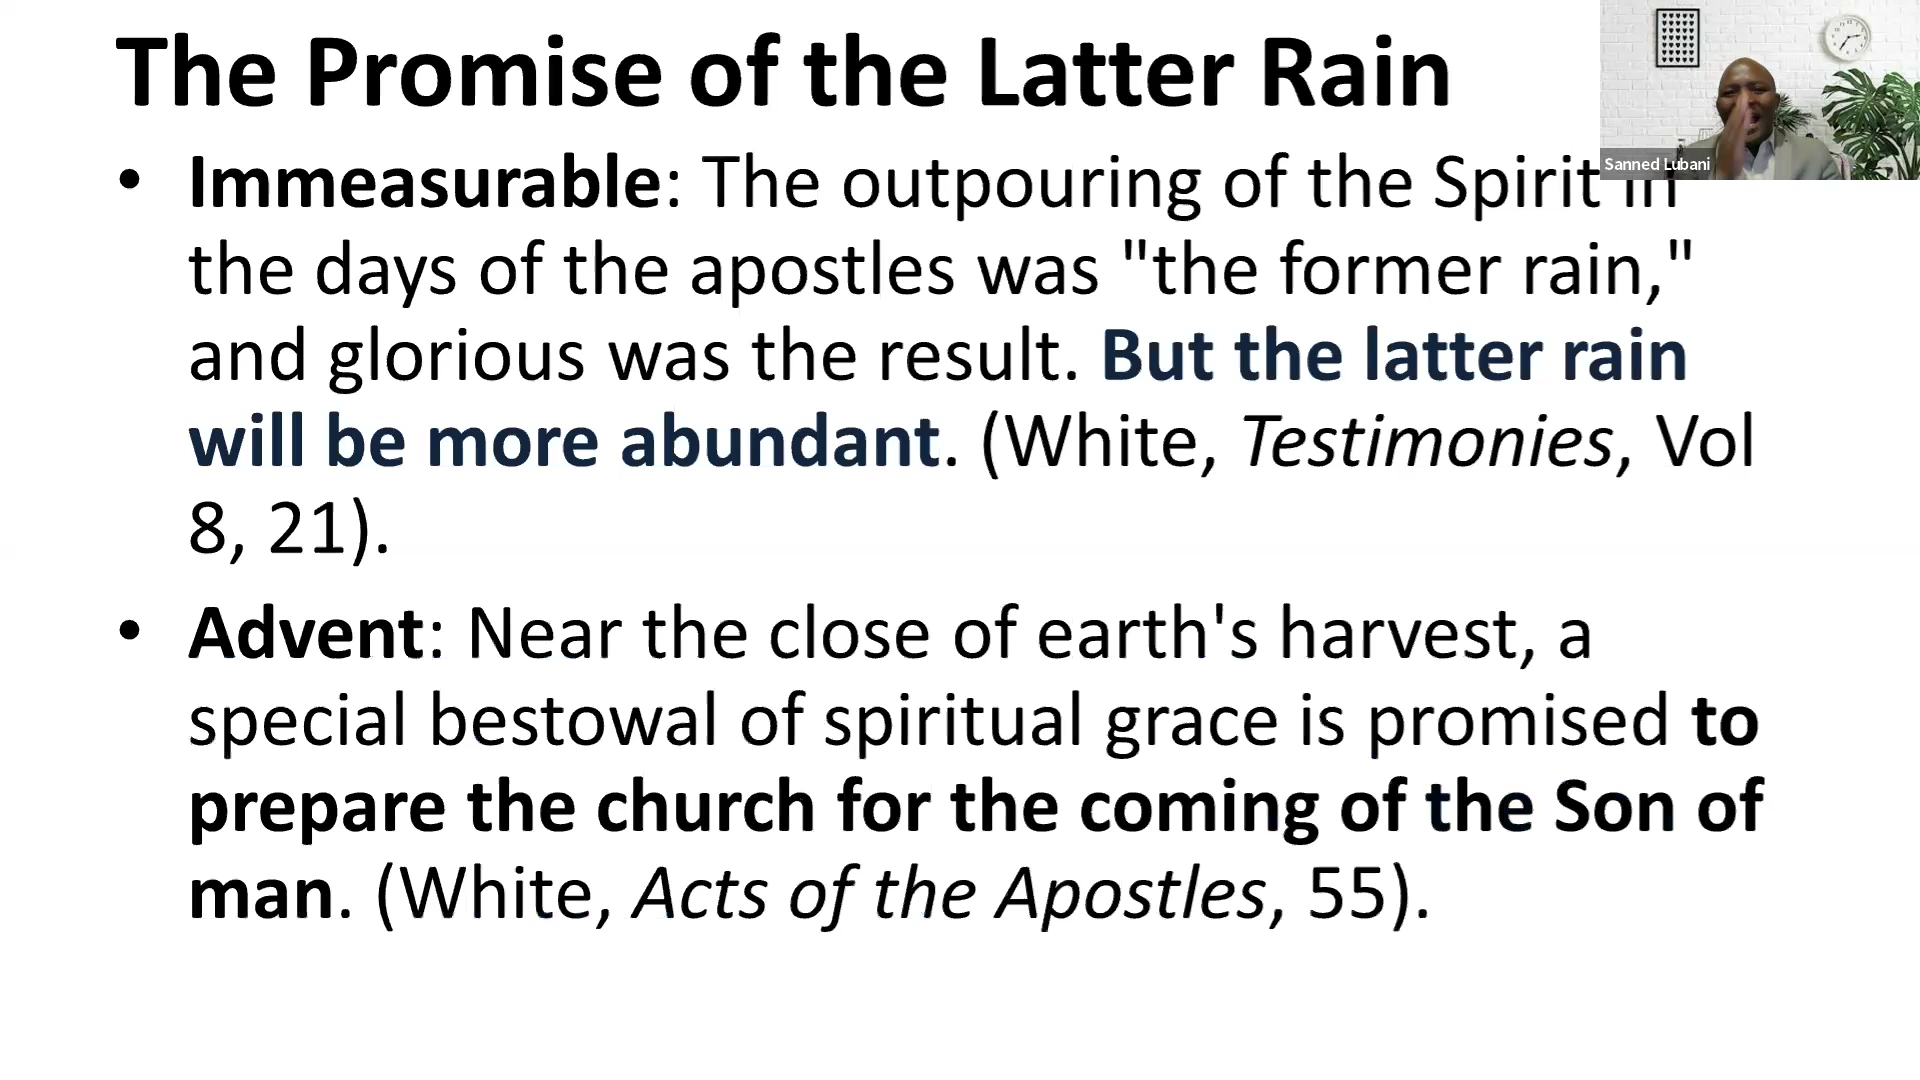 The Promise of the Latter Rain
Sanned Lubani
• Immeasurable: The outpouring of the Spirit in
the days of the apostles was "the former rain,"
and glorious was the result. But the latter rain
will be more abundant. (White, Testimonies, Vol
8, 21).
• Advent: Near the close of earth's harvest, a
special bestowal of spiritual grace is promised to
prepare the church for the coming of the Son of
man. (White, Acts of the Apostles, 55).